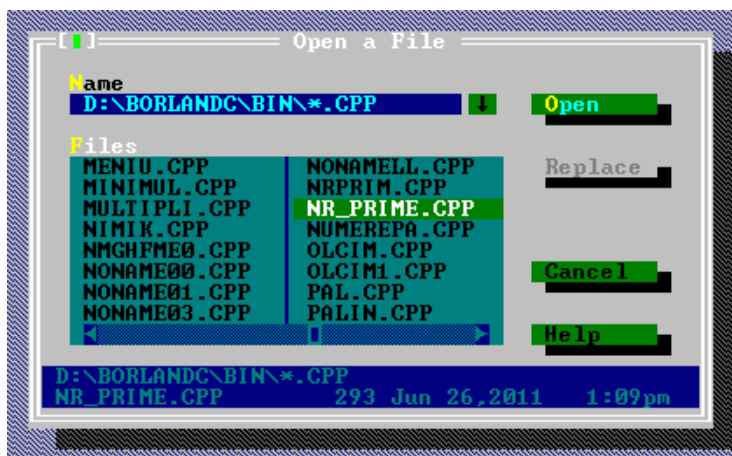 [■] Open a File
Name
D:\BORLANDC\BIN\*.CPP ↓ Open
Files
MENIU.CPP NONAMELL.CPP Replace
MINIMUL.CPP NRPRIM.CPP
MULTIPLI.CPP NR_PRIME.CPP
NIMIK.CPP NUMEREPA.CPP
NMGHFME0.CPP OLCIM.CPP
NONAME00.CPP OLCIM1.CPP Cancel
NONAME01.CPP PAL.CPP
NONAME03.CPP PALIN.CPP
Help
D:\BORLANDC\BIN\*.CPP
NR_PRIME.CPP 293 Jun 26,2011 1:09pm